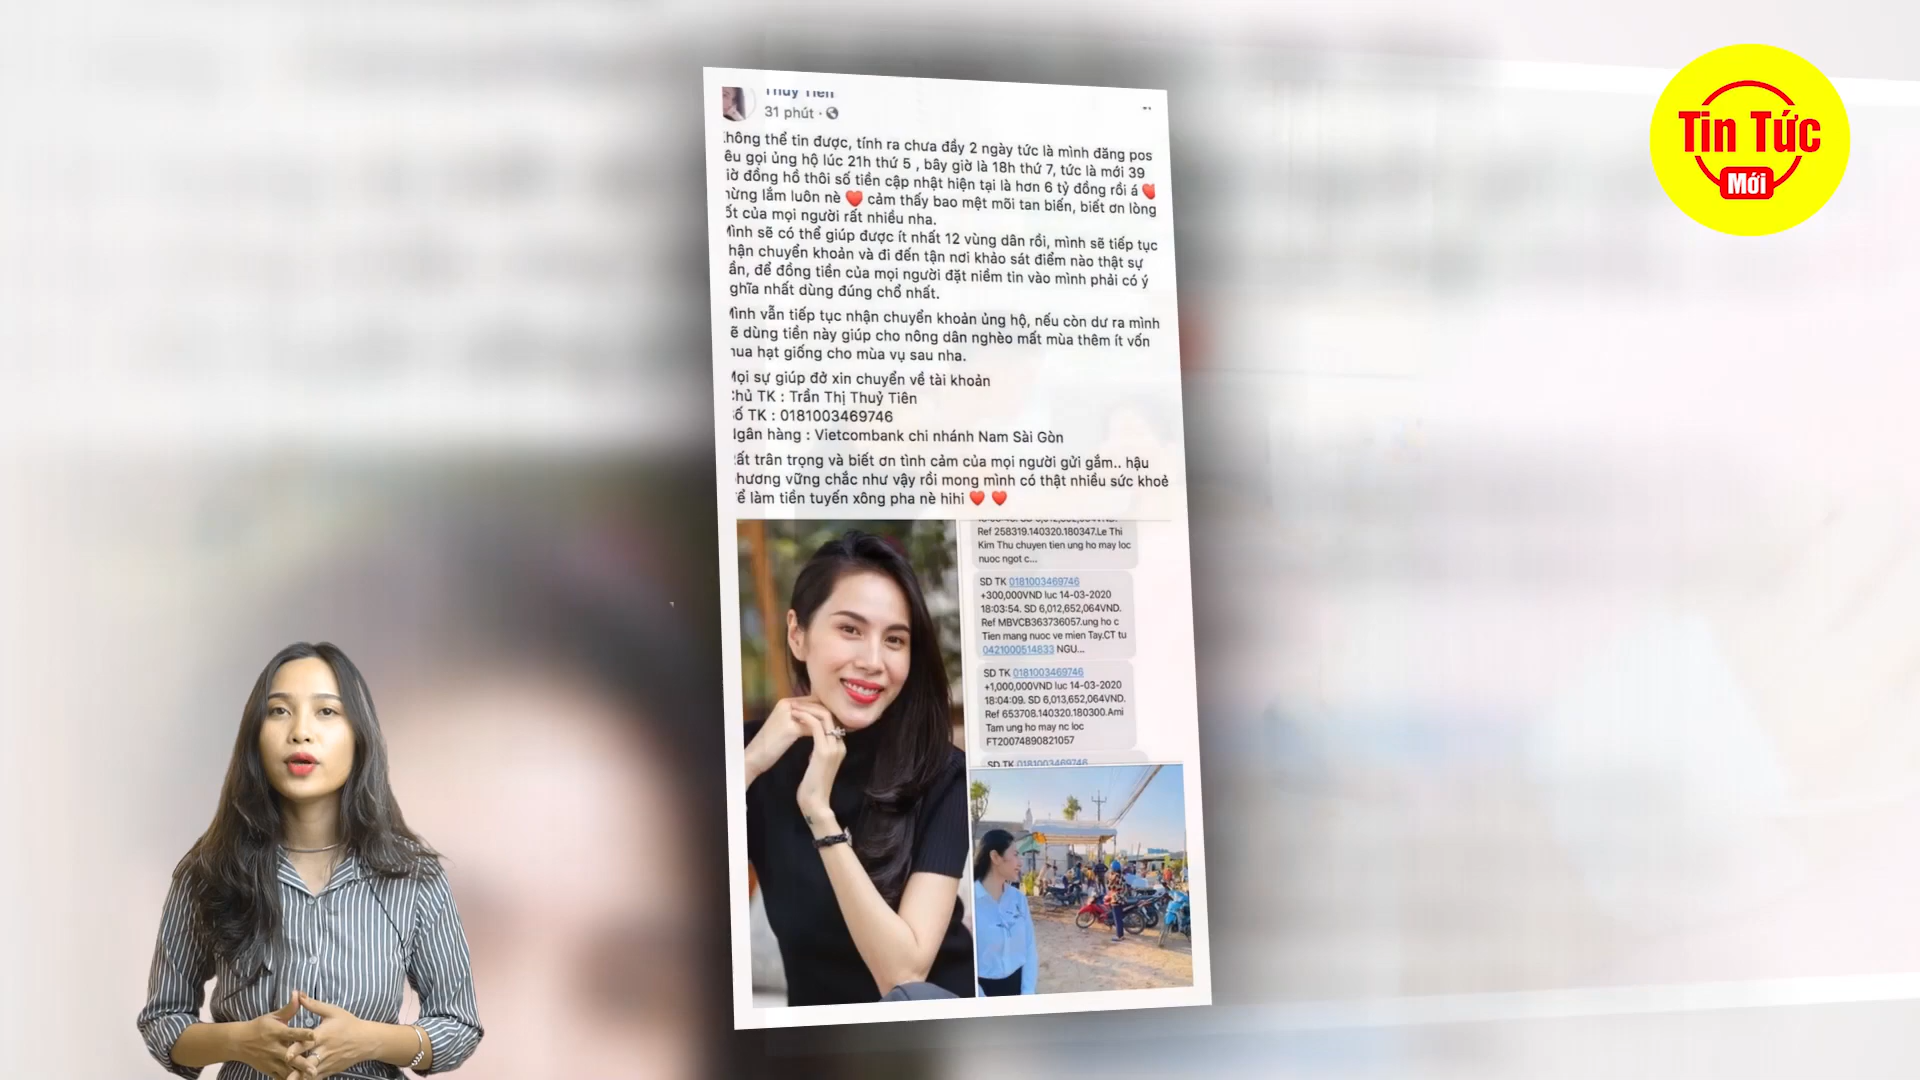 Thuỷ Tiên
31 phút
hông thể tin được, tính ra chưa đầy 2 ngày tức là mình đăng pos
êu gọi ủng hộ lúc 21h thứ 5 , bây giờ là 18h thứ 7, tức là mới 39
iờ đồng hồ thôi số tiền cập nhật hiện tại là hơn 6 tỷ đồng rồi á ❤️
ừng lắm luôn nè ❤️ cảm thấy bao mệt mõi tan biến, biết ơn lòng
ốt của mọi người rất nhiều nha.
Mình sẽ có thể giúp được ít nhất 12 vùng dân rồi, mình sẽ tiếp tục
hận chuyển khoản và đi đến tận nơi khảo sát điểm nào thật sự
ần, để đồng tiền của mọi người đặt niềm tin vào mình phải có ý
ghĩa nhất dùng đúng chổ nhất.
Mình vẫn tiếp tục nhận chuyển khoản ủng hộ, nếu còn dư ra mình
ẽ dùng tiền này giúp cho nông dân nghèo mất mùa thêm ít vốn
ua hạt giống cho mùa vụ sau nha.
Mọi sự giúp đở xin chuyển về tài khoản
Chủ TK : Trần Thị Thuỷ Tiên
ố TK : 0181003469746
Ngân hàng : Vietcombank chi nhánh Nam Sài Gòn
ất trân trọng và biết ơn tình cảm của mọi người gửi gắm.. hậu
hương vững chắc như vậy rồi mong mình có thật nhiều sức khoẻ
ể làm tiền tuyến xông pha nè hihi ❤️ ❤️
Ref 258319.140320.180347.Le Thi
Kim Thu chuyen tien ung ho may loc
nuoc ngot c...
SD TK 0181003469746
+300,000VND luc 14-03-2020
18:03:54. SD 6,012,652,064VND.
Ref MBVCB363736057.ung ho c
Tien mang nuoc ve mien Tay.CT tu
0421000514833 NGU...
SD TK 0181003469746
+1,000,000VND luc 14-03-2020
18:04:09. SD 6,013,652,064VND.
Ref 653708.140320.180300.Ami
Tam ung ho may nc loc
FT20074890821057
SD TK 0181003469746
Tin Tức
Mới